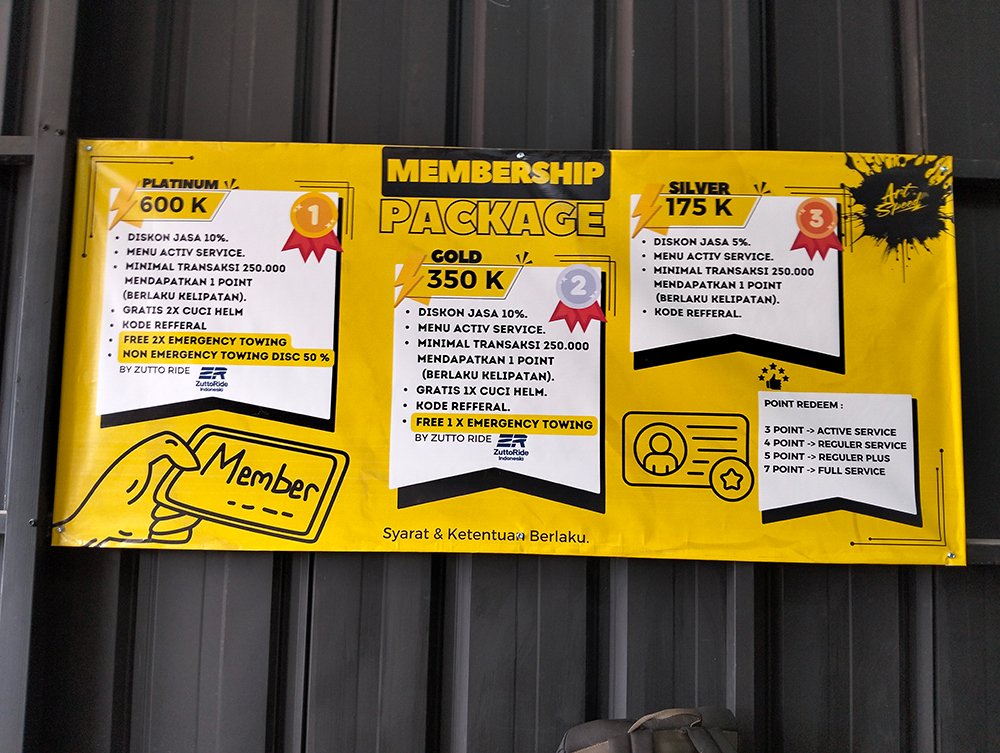 MEMBERSHIP
PACKAGE
PLATINUM
600 K
1
• DISKON JASA 10%.
• MENU ACTIV SERVICE.
• MINIMAL TRANSAKSI 250.000
MENDAPATKAN 1 POINT
(BERLAKU KELIPATAN).
• GRATIS 2X CUCI HELM
• KODE REFFERAL
• FREE 2X EMERGENCY TOWING
• NON EMERGENCY TOWING DISC 50 %
BY ZUTTO RIDE
ZR
ZuttoRide
Indonesia
Member
GOLD
350 K
2
• DISKON JASA 10%.
• MENU ACTIV SERVICE.
• MINIMAL TRANSAKSI 250.000
MENDAPATKAN 1 POINT
(BERLAKU KELIPATAN).
• GRATIS 1X CUCI HELM.
• KODE REFFERAL.
• FREE 1 X EMERGENCY TOWING
BY ZUTTO RIDE
ZR
ZuttoRide
Indonesia
Syarat & Ketentuan Berlaku.
SILVER
175 K
3
• DISKON JASA 5%.
• MENU ACTIV SERVICE.
• MINIMAL TRANSAKSI 250.000
MENDAPATKAN 1 POINT
(BERLAKU KELIPATAN).
• KODE REFFERAL.
Art
Speed
POINT REDEEM :
3 POINT -> ACTIVE SERVICE
4 POINT -> REGULER SERVICE
5 POINT -> REGULER PLUS
7 POINT -> FULL SERVICE